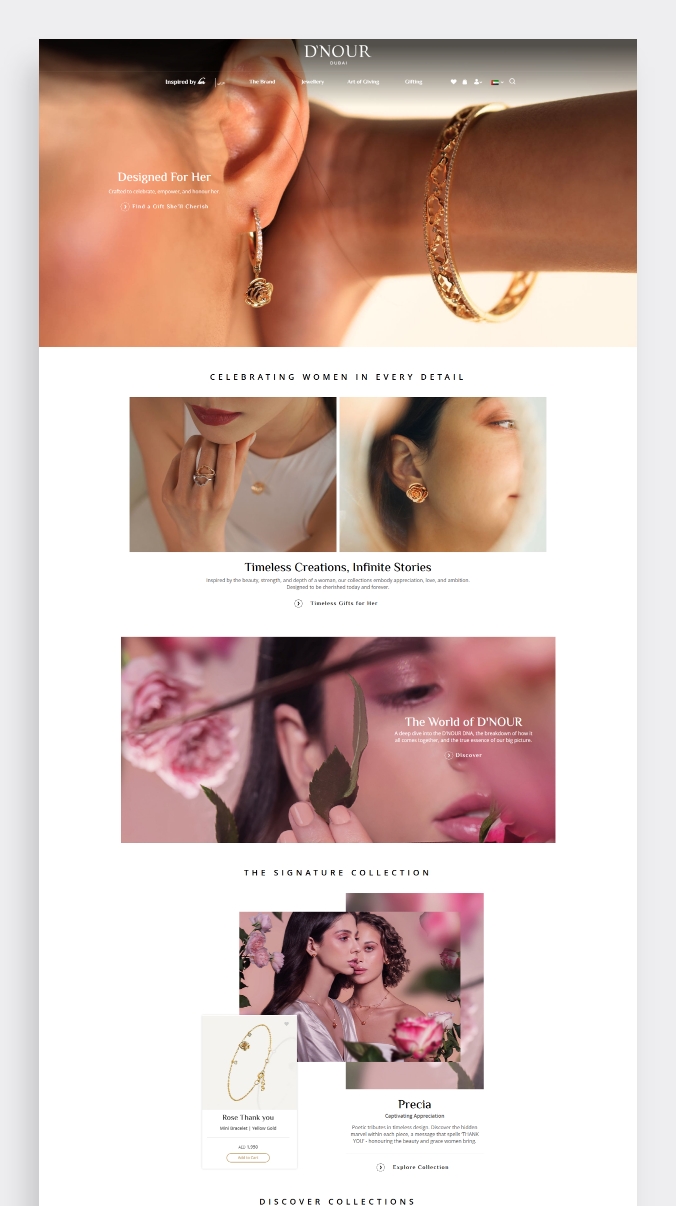 D'NOUR
DUBAI
Inspired by
The Brand
Jewellery
Art of Giving
Gifting
Designed For Her
Crafted to celebrate, empower, and honour her
Find a Gift She'll Cherish
CELEBRATING WOMEN IN EVERY DETAIL
Timeless Creations, Infinite Stories
Inspired by the beauty, strength, and depth of a woman, our collections embody appreciation, love, and ambition.
Designed to be cherished today and forever.
Timeless Gifts for Her
The World of D'NOUR
A deep dive into the D'NOUR DNA, the breakdown of how it
all comes together, and the true essence of our big picture.
Discover
THE SIGNATURE COLLECTION
Rose Thank you
Mini Bracelet | Yellow Gold
AED 1,950
Add to Cart
Precia
Captivating Appreciation
Poetic tributes in timeless design. Discover the hidden
marvel within each piece, a message that spells 'THANK
YOU' - honouring the beauty and grace women bring.
Explore Collection
DISCOVER COLLECTIONS